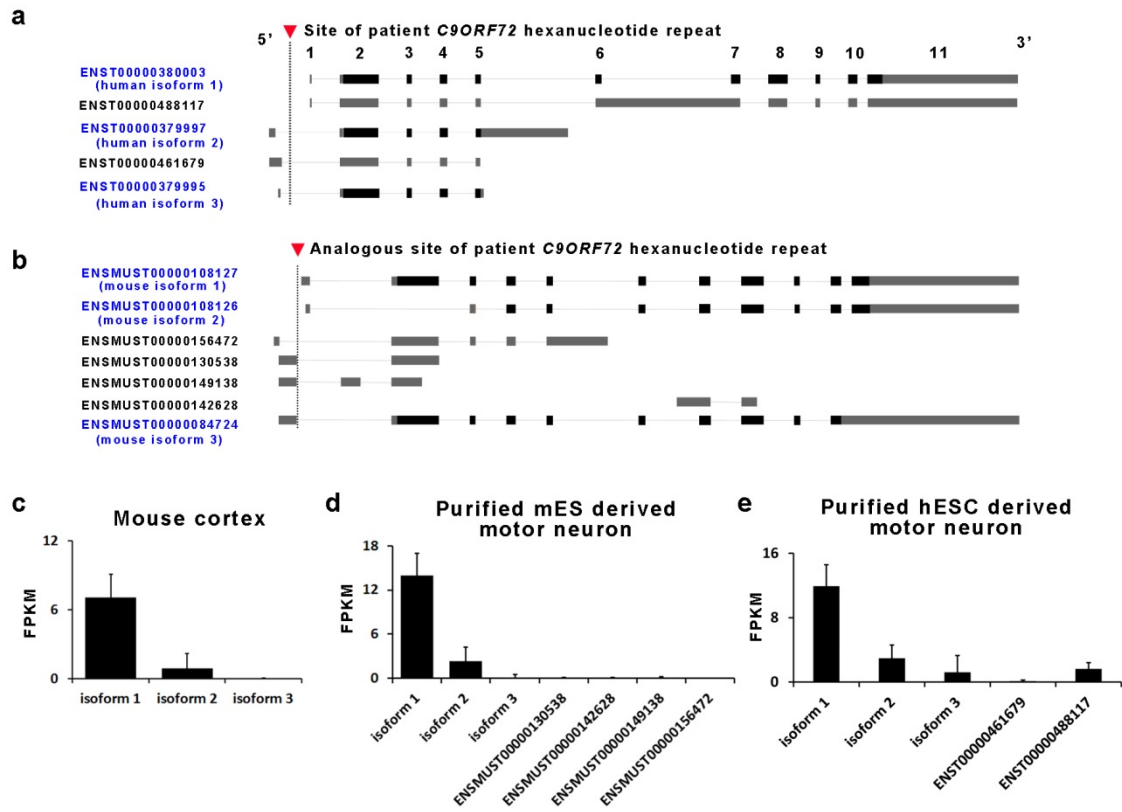 a
Site of patient C9ORF72 hexanucleotide repeat
5’
3’
1 2 3 4 5 6 7 8 9 10 11
ENST00000380003
(human isoform 1)
ENST00000488117
ENST00000379997
(human isoform 2)
ENST00000461679
ENST00000379995
(human isoform 3)
b
Analogous site of patient C9ORF72 hexanucleotide repeat
ENSMUST00000108127
(mouse isoform 1)
ENSMUST00000108126
(mouse isoform 2)
ENSMUST00000156472
ENSMUST00000130538
ENSMUST00000149138
ENSMUST00000142628
ENSMUST00000084724
(mouse isoform 3)
c
Mouse cortex
12
6
0
FPKM
isoform 1 isoform 2 isoform 3
d
Purified mES derived
motor neuron
18
12
6
0
FPKM
isoform 1
isoform 2
isoform 3
ENSMUST00000130538
ENSMUST00000142628
ENSMUST00000149138
ENSMUST00000156472
e
Purified hESC derived
motor neuron
16
8
0
FPKM
isoform 1
isoform 2
isoform 3
ENST00000461679
ENST00000488117